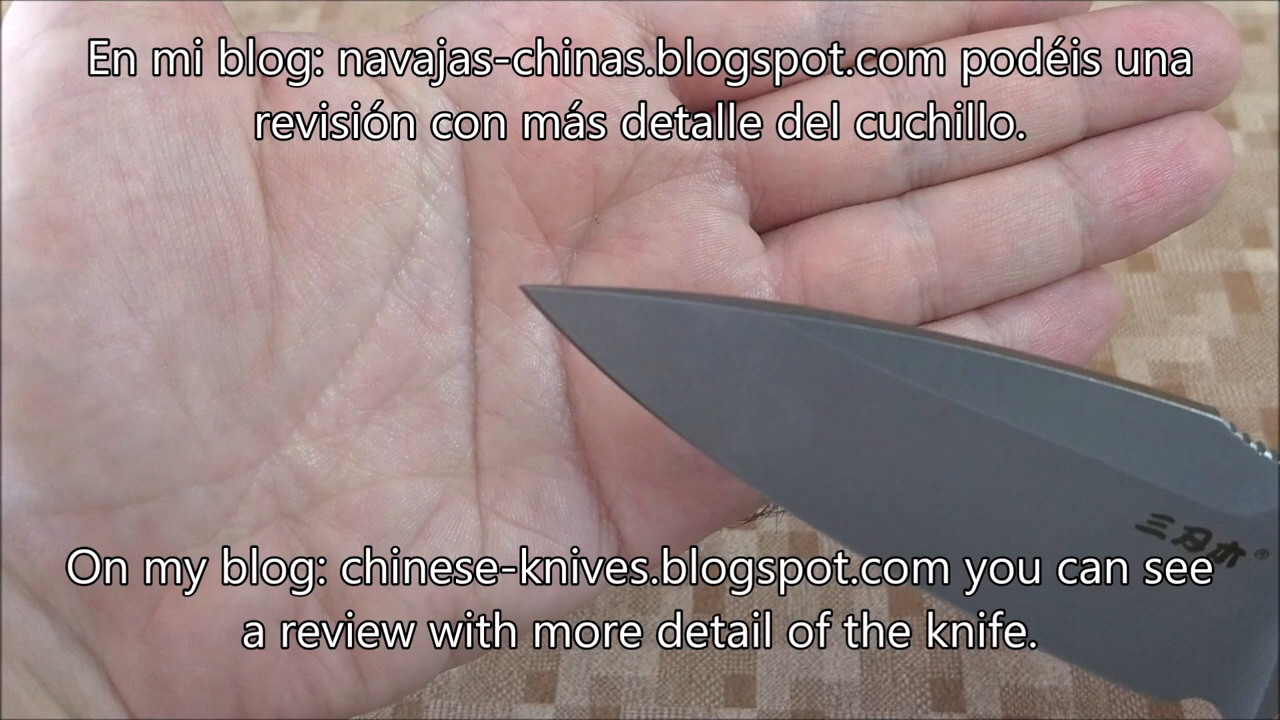 En mi blog: navajas-chinas.blogspot.com podéis una
revisión con más detalle del cuchillo.
三刃木®
On my blog: chinese-knives.blogspot.com you can see
a review with more detail of the knife.